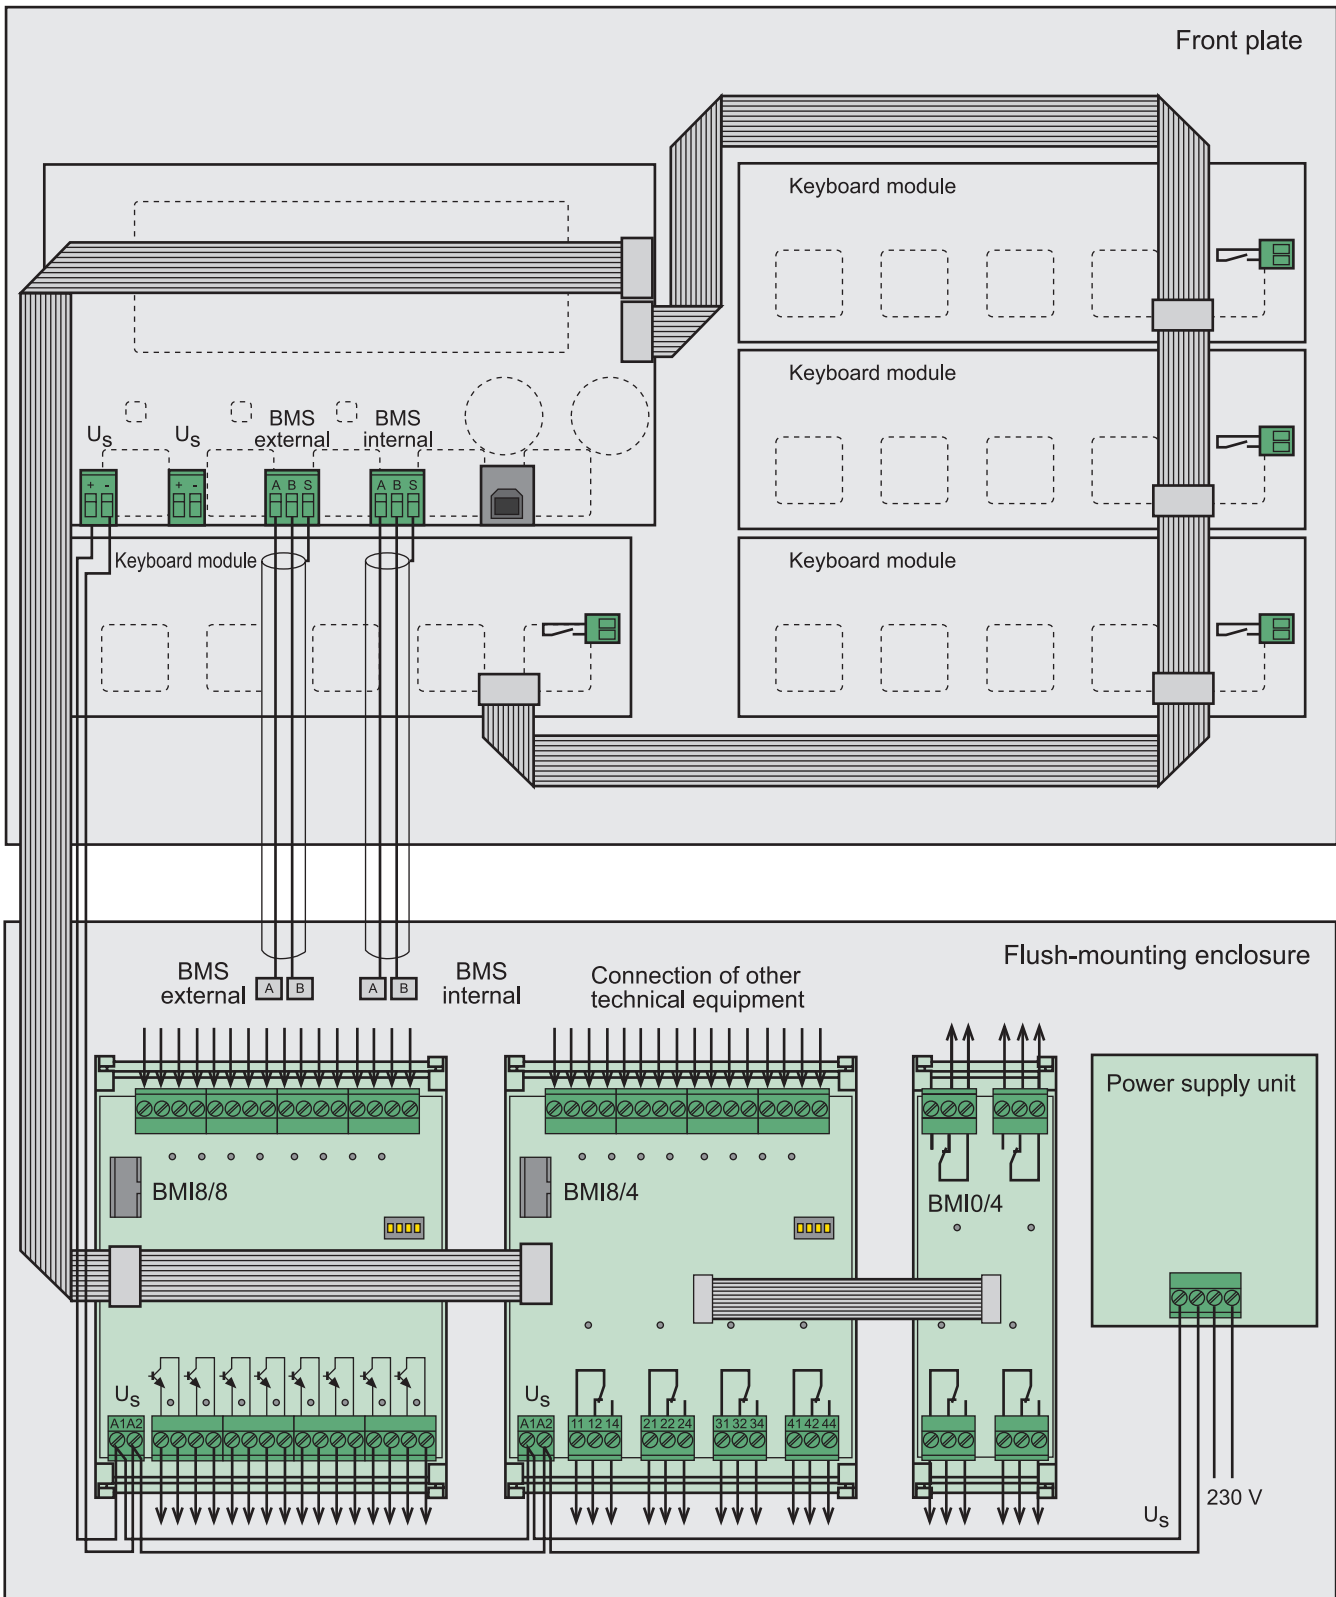 Front plate
Keyboard module
Keyboard module
Us
Us
BMS
external
BMS
internal
+ -
+ -
A B S
A B S
Keyboard module
Keyboard module
Flush-mounting enclosure
BMS
external
A
B
A
B
BMS
internal
Connection of other
technical equipment
Power supply unit
BMI8/8
BMI8/4
BMI0/4
Us
Us
A1A2
A1A2
11 12 14
21 22 24
31 32 34
41 42 44
Us
230 V